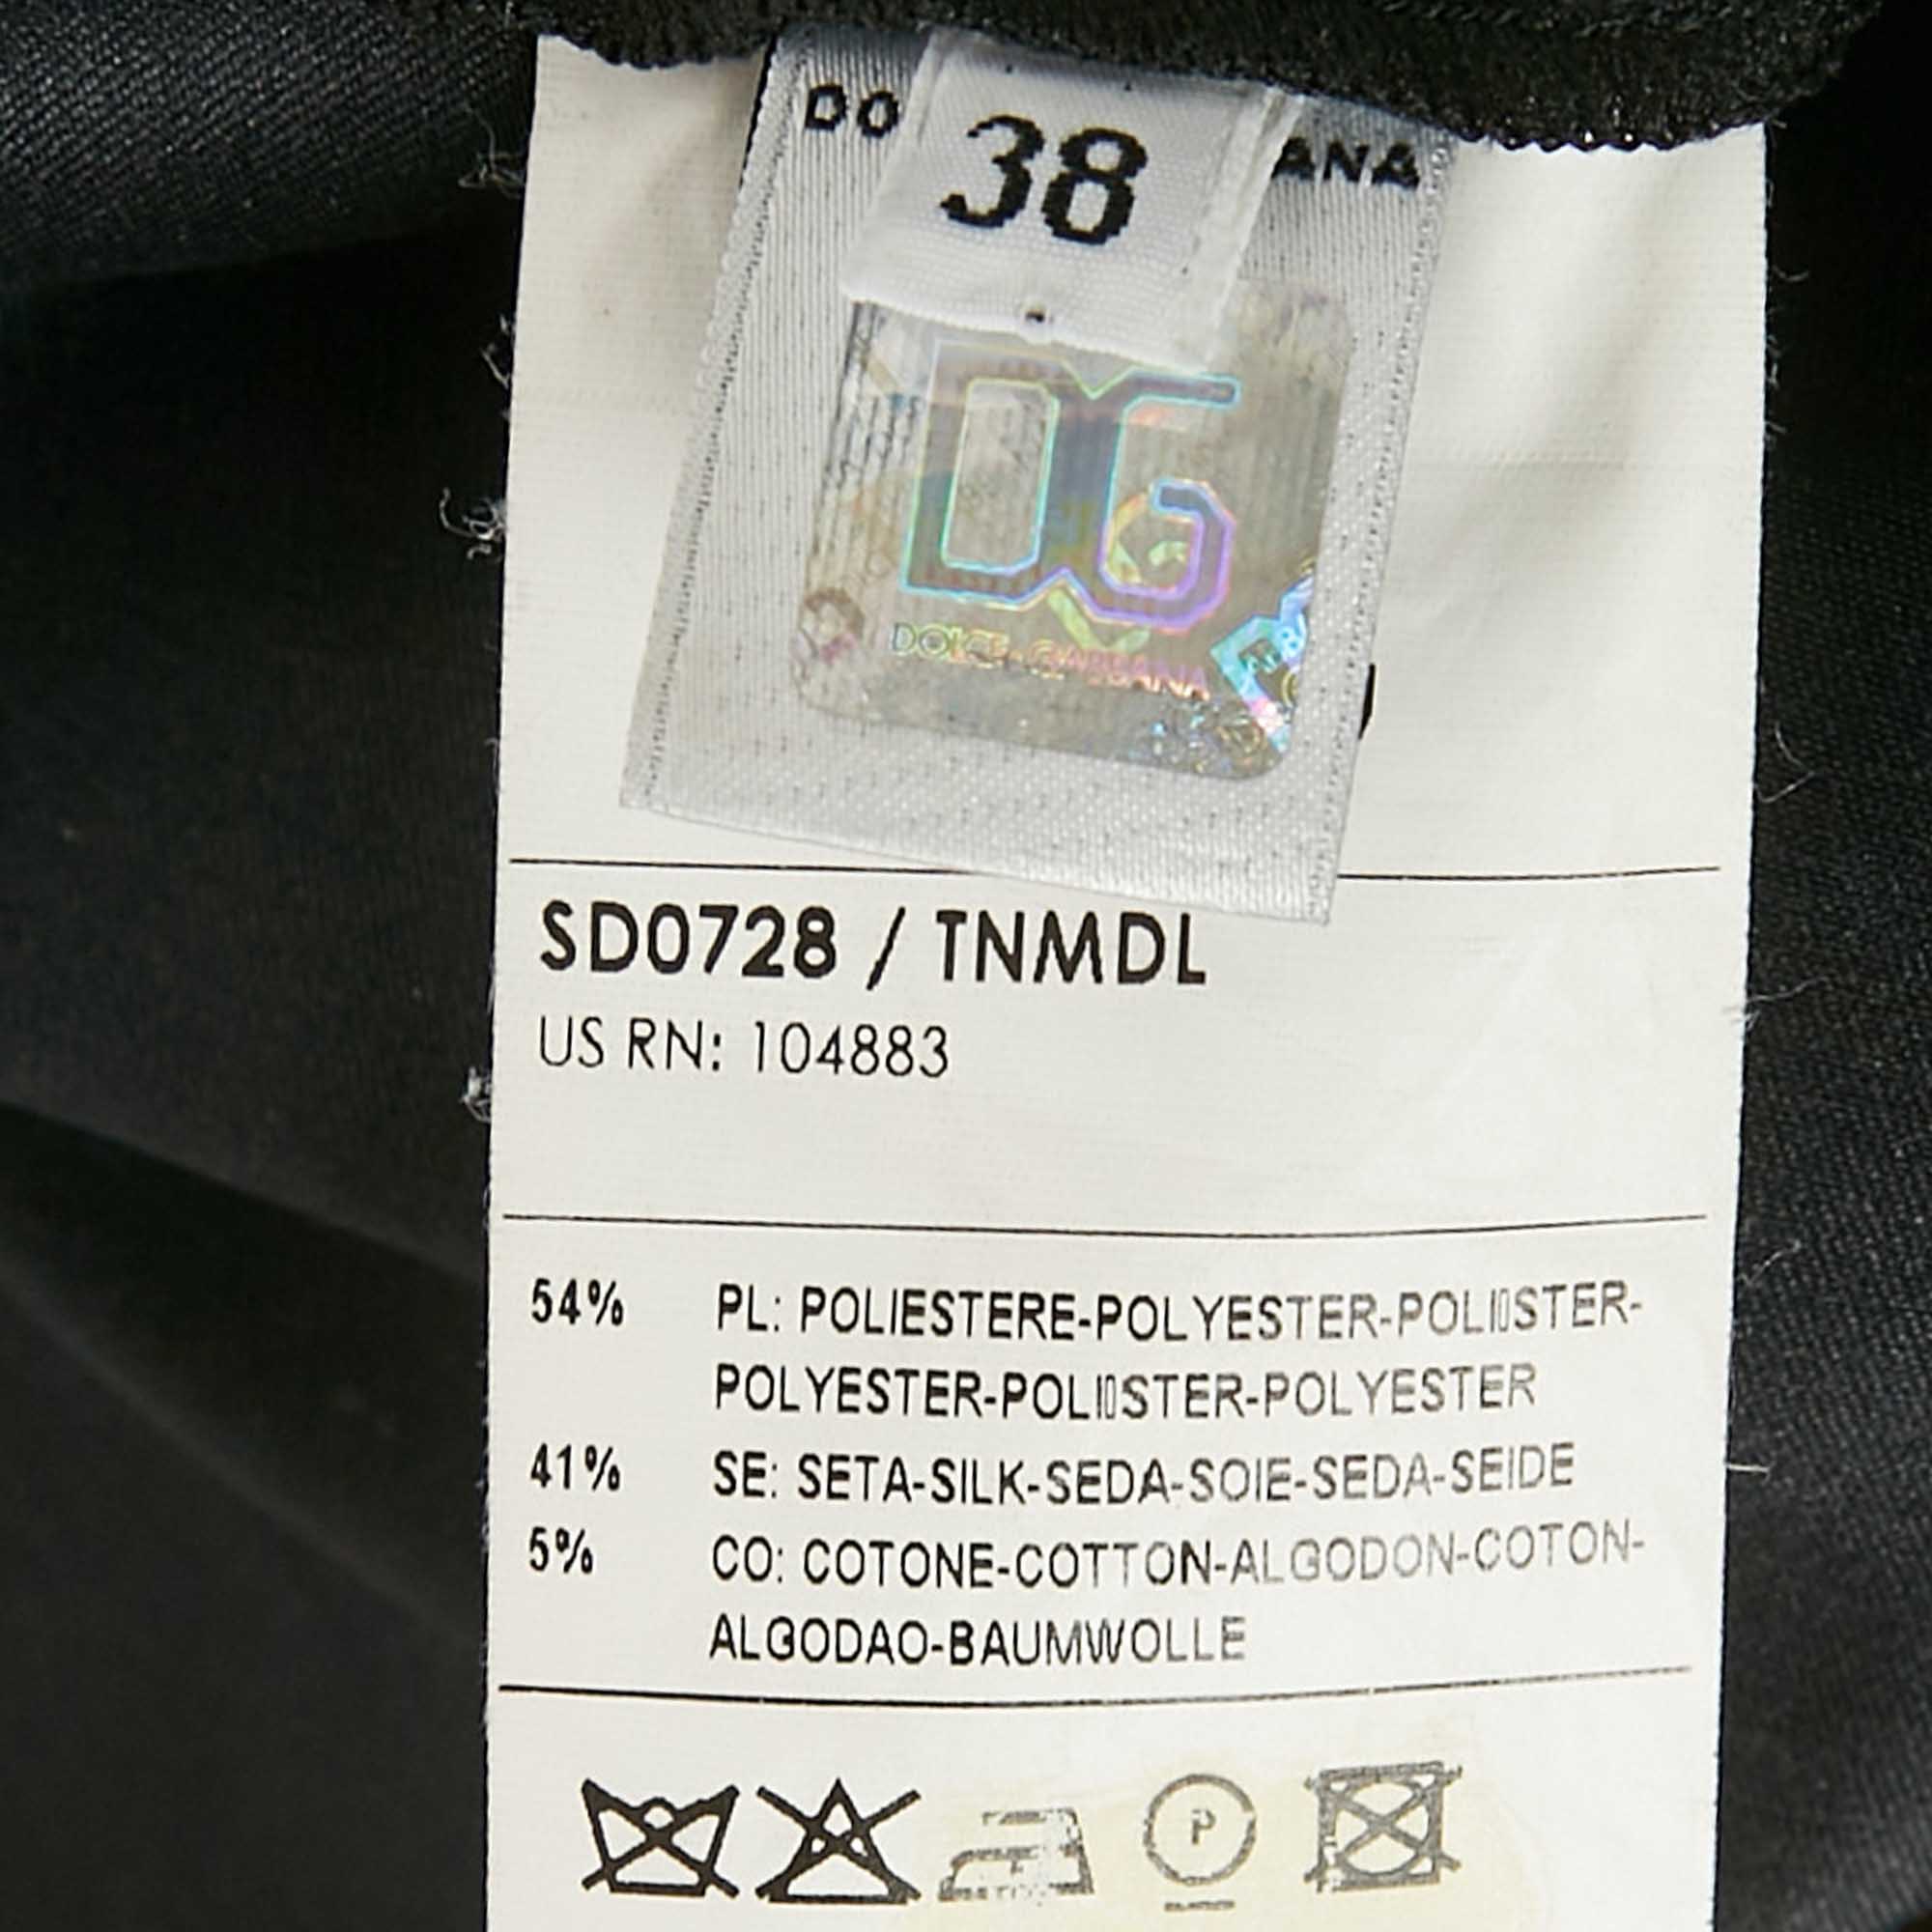 DO
ANA
38
DG
DOLCE & GABBANA
SD0728 / TNMDL
US RN: 104883
54% PL: POLIESTERE-POLYESTER-POLI▯STER-
POLYESTER-POLI▯STER-POLYESTER
41% SE: SETA-SILK-SEDA-SOIE-SEDA-SEIDE
5% CO: COTONE-COTTON-ALGODON-COTON-
ALGODAO-BAUMWOLLE
P